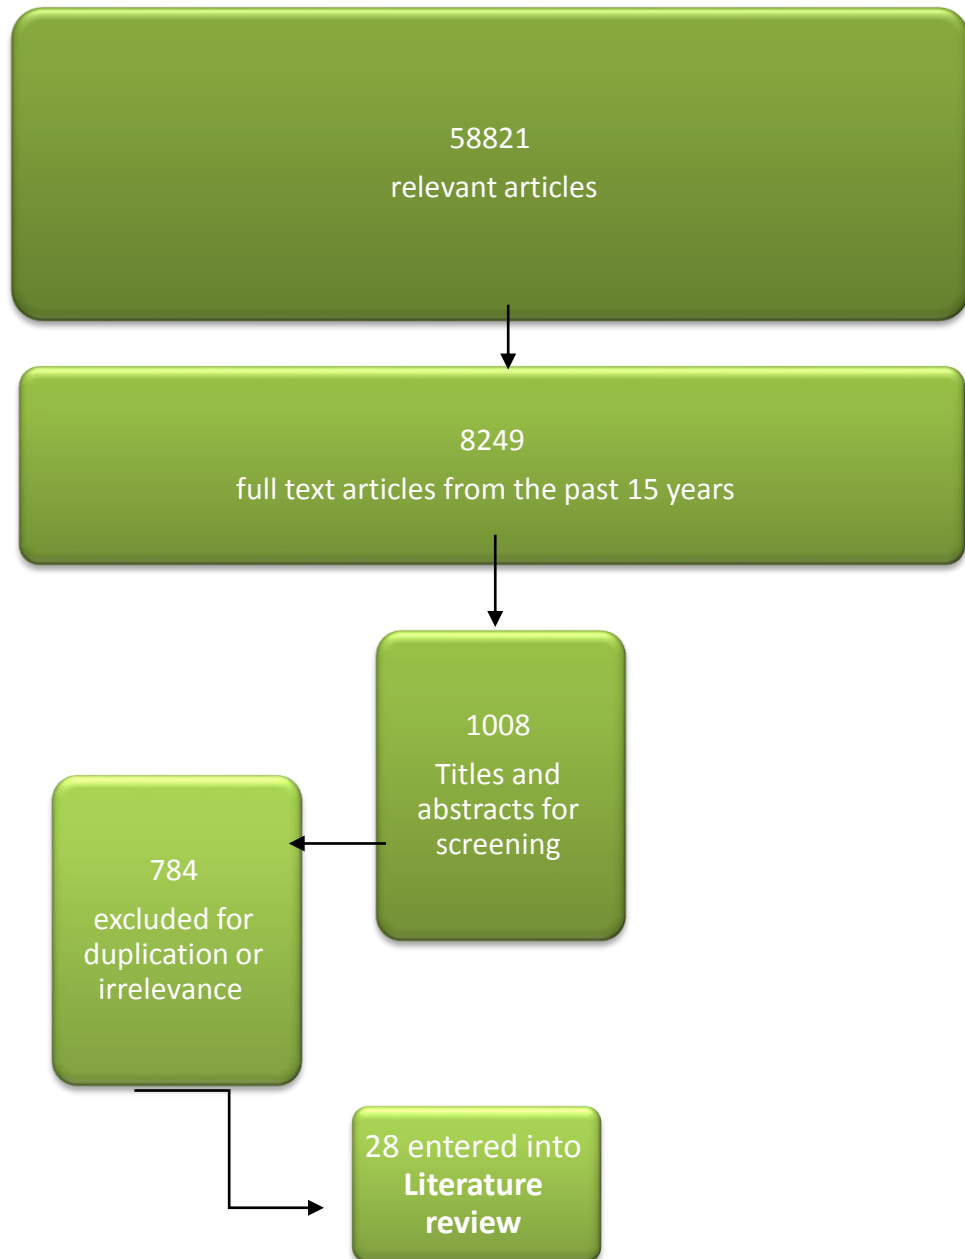 58821
relevant articles
8249
full text articles from the past 15 years
1008
Titles and
abstracts for
screening
784
excluded for
duplication or
irrelevance
28 entered into
Literature
review